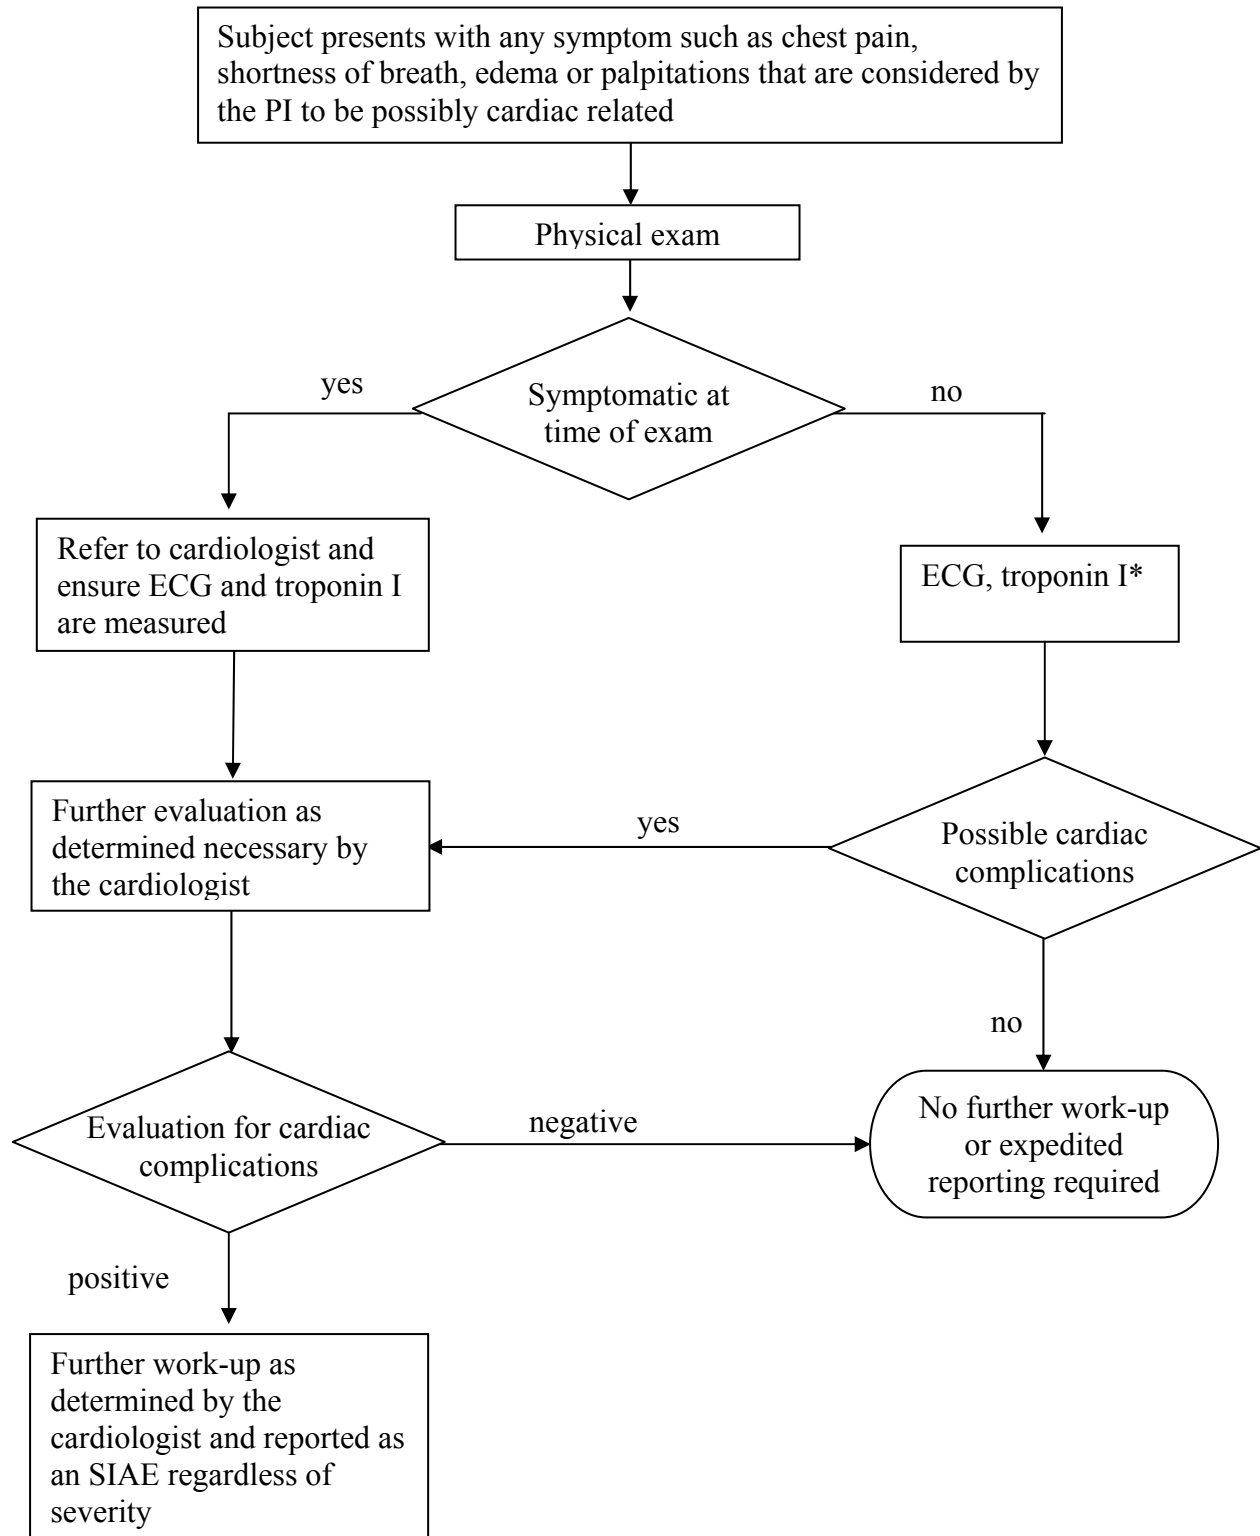 Subject presents with any symptom such as chest pain,
shortness of breath, edema or palpitations that are considered by
the PI to be possibly cardiac related
Physical exam
yes
no
Symptomatic at
time of exam
Refer to cardiologist and
ensure ECG and troponin I
are measured
ECG, troponin I*
Further evaluation as
determined necessary by
the cardiologist
yes
Possible cardiac
complications
no
Evaluation for cardiac
complications
negative
No further work-up
or expedited
reporting required
positive
Further work-up as
determined by the
cardiologist and reported as
an SIAE regardless of
severity